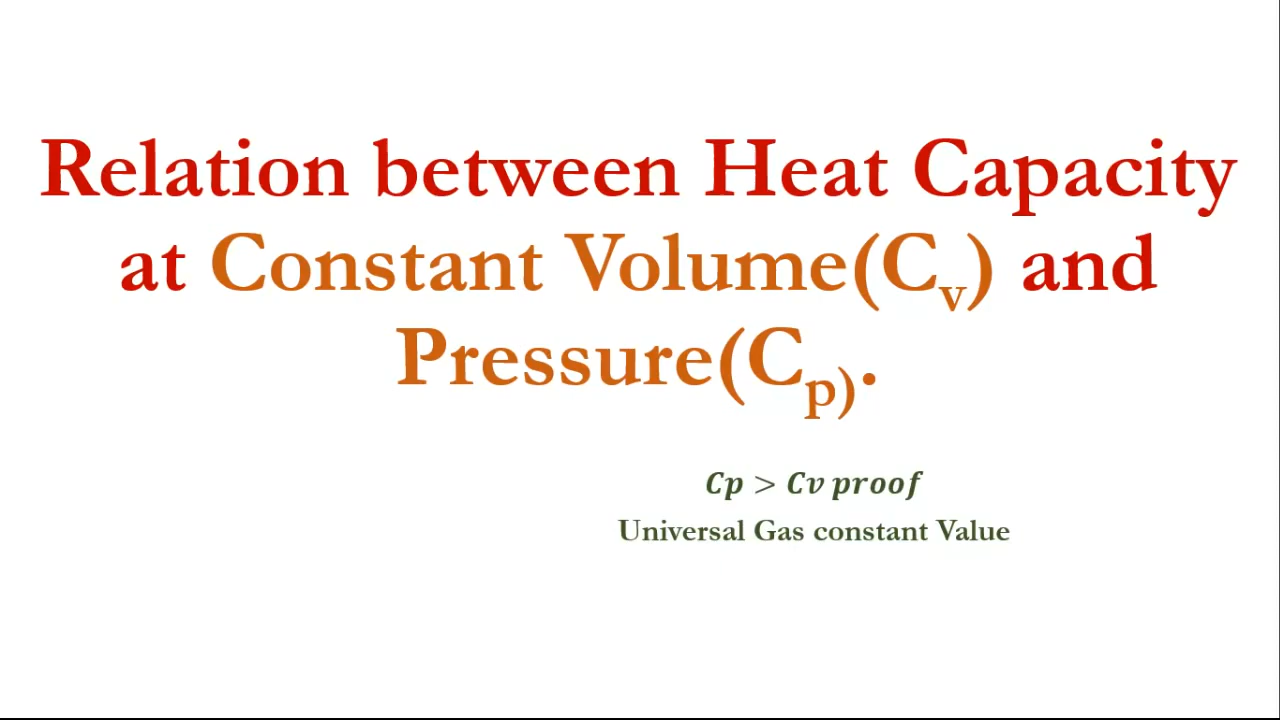 Relation between Heat Capacity
at Constant Volume(Cv) and
Pressure(Cp).
Cp > Cv proof
Universal Gas constant Value